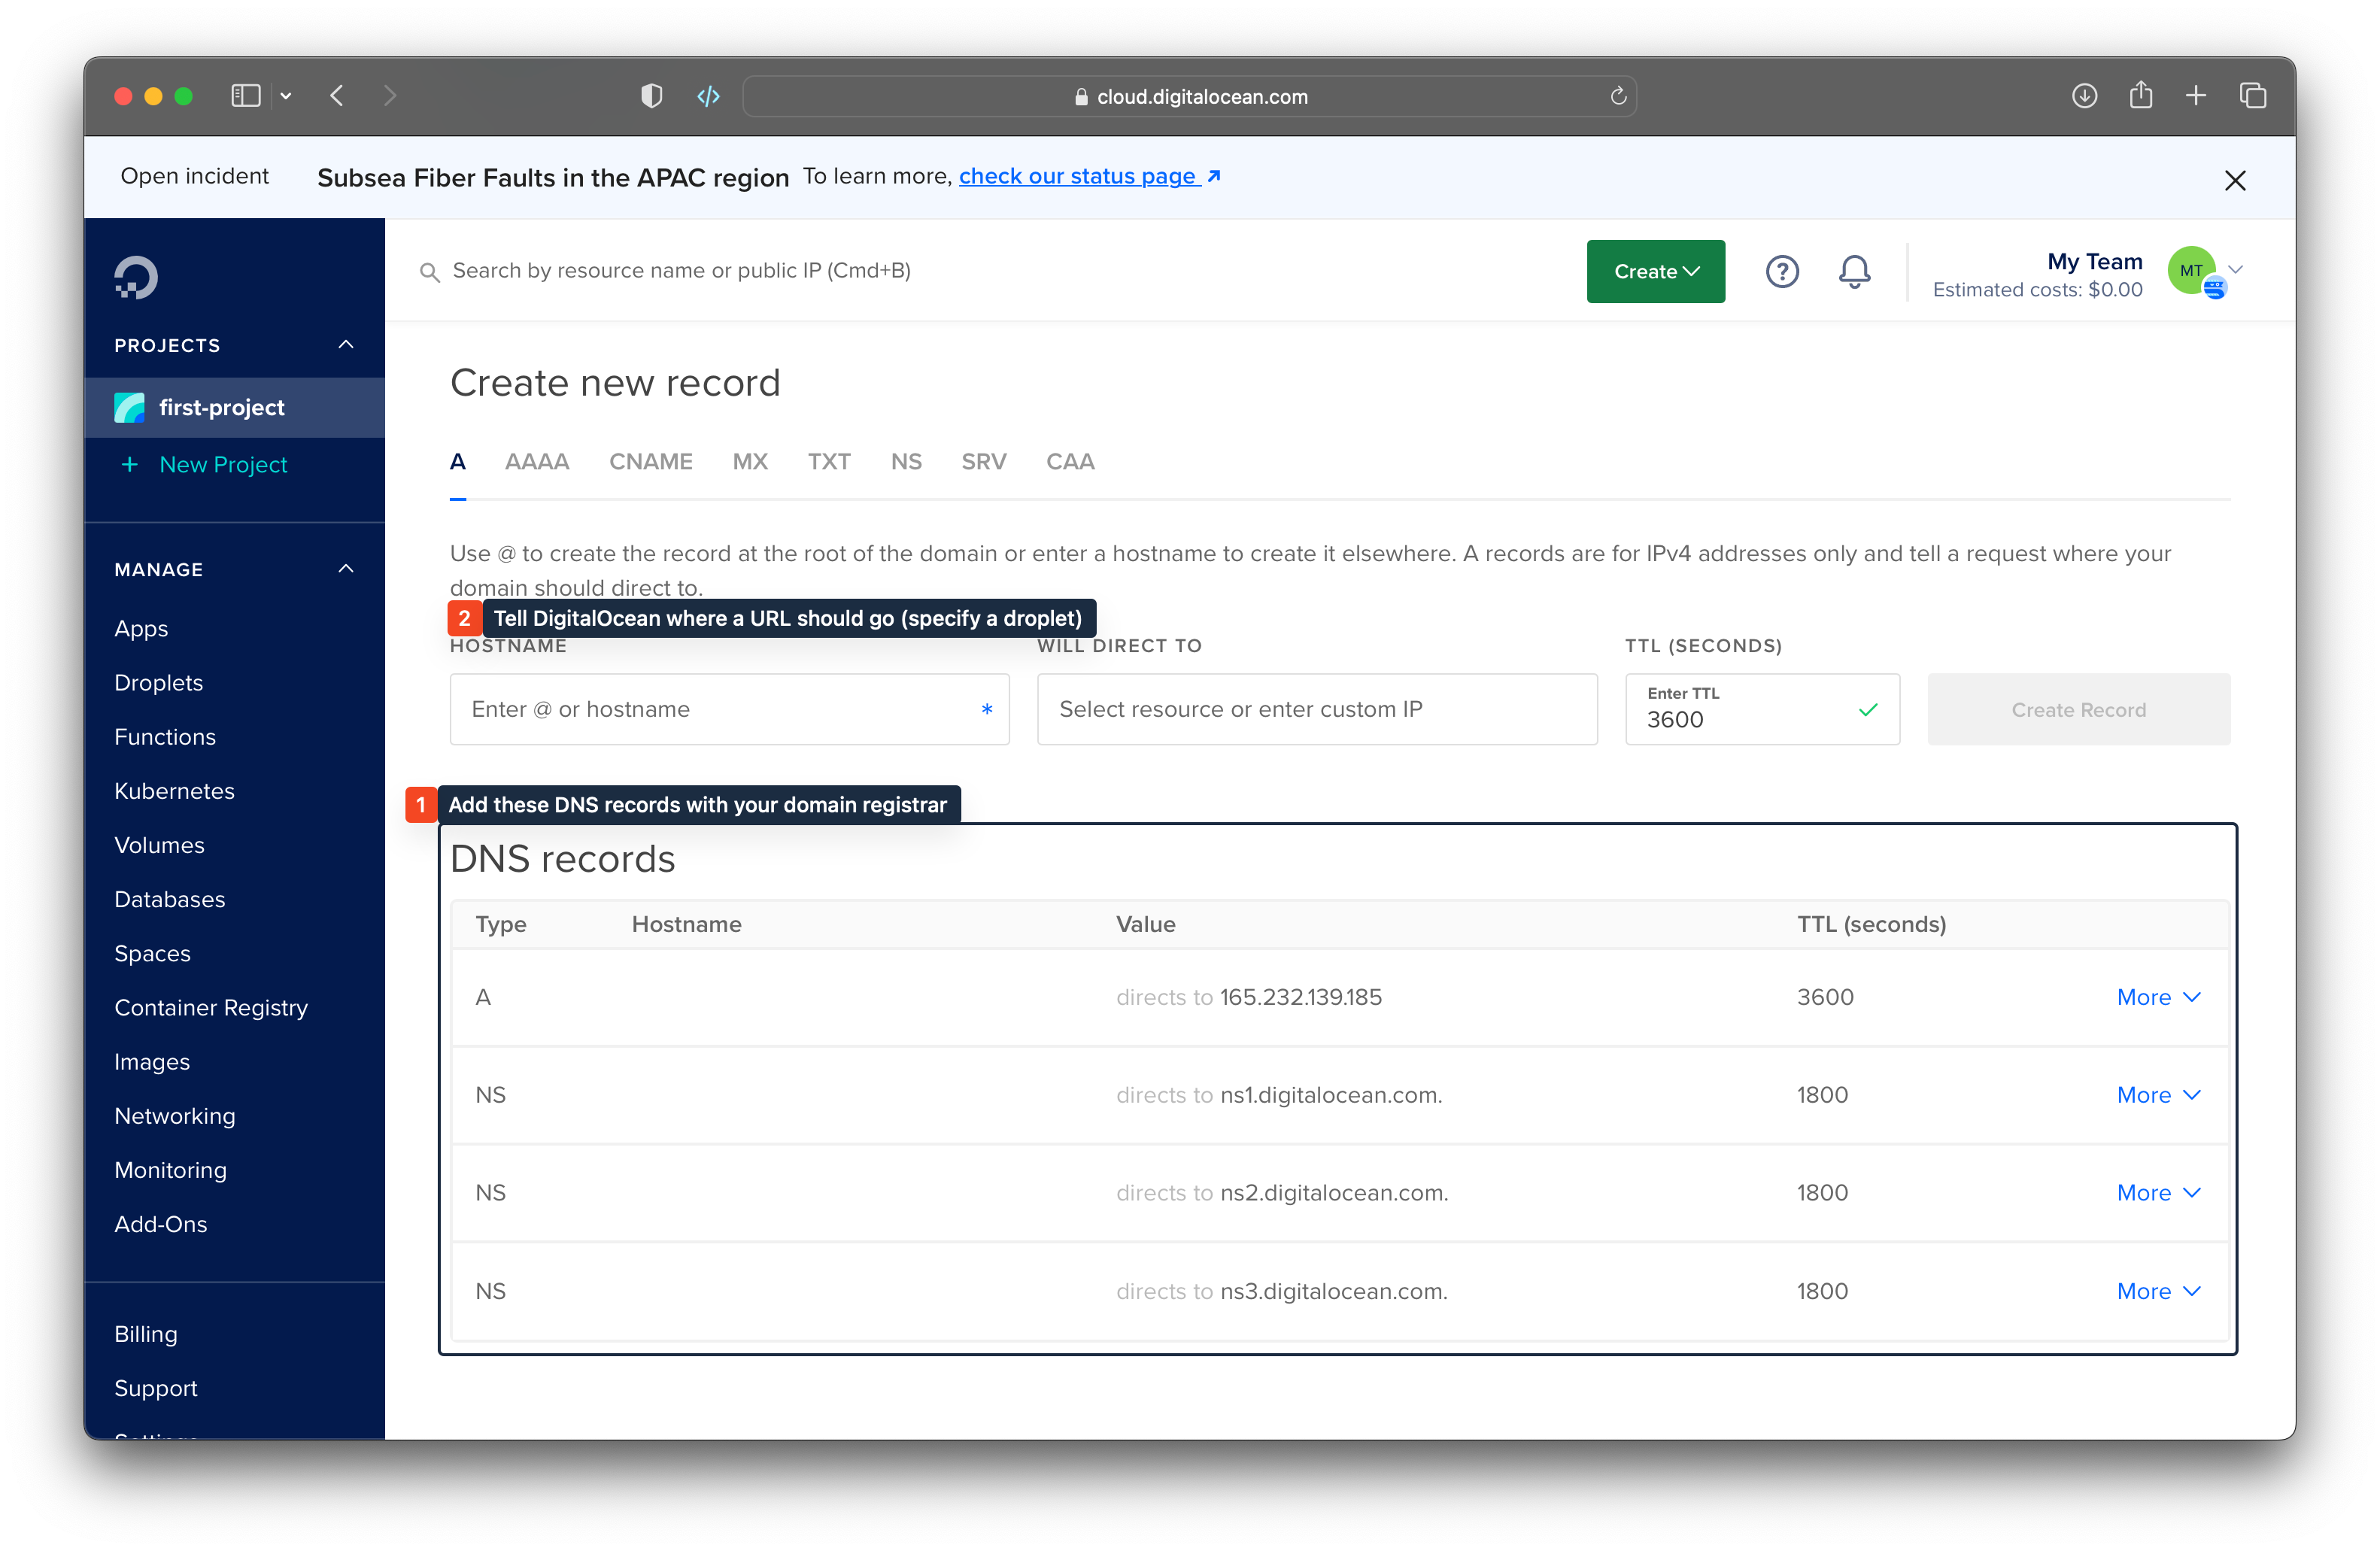 cloud.digitalocean.com
Open incident Subsea Fiber Faults in the APAC region To learn more, check our status page
Search by resource name or public IP (Cmd+B)
Create
My Team
Estimated costs: $0.00
MT
PROJECTS
first-project
+ New Project
MANAGE
Apps
Droplets
Functions
Kubernetes
Volumes
Databases
Spaces
Container Registry
Images
Networking
Monitoring
Add-Ons
Billing
Support
Create new record
A AAAA CNAME MX TXT NS SRV CAA
Use @ to create the record at the root of the domain or enter a hostname to create it elsewhere. A records are for IPv4 addresses only and tell a request where your
domain should direct to.
2 Tell DigitalOcean where a URL should go (specify a droplet)
HOSTNAME WILL DIRECT TO TTL (SECONDS)
Enter @ or hostname *
Select resource or enter custom IP
Enter TTL
3600
Create Record
1 Add these DNS records with your domain registrar
DNS records
Type Hostname Value TTL (seconds)
A directs to 165.232.139.185 3600 More
NS directs to ns1.digitalocean.com. 1800 More
NS directs to ns2.digitalocean.com. 1800 More
NS directs to ns3.digitalocean.com. 1800 More